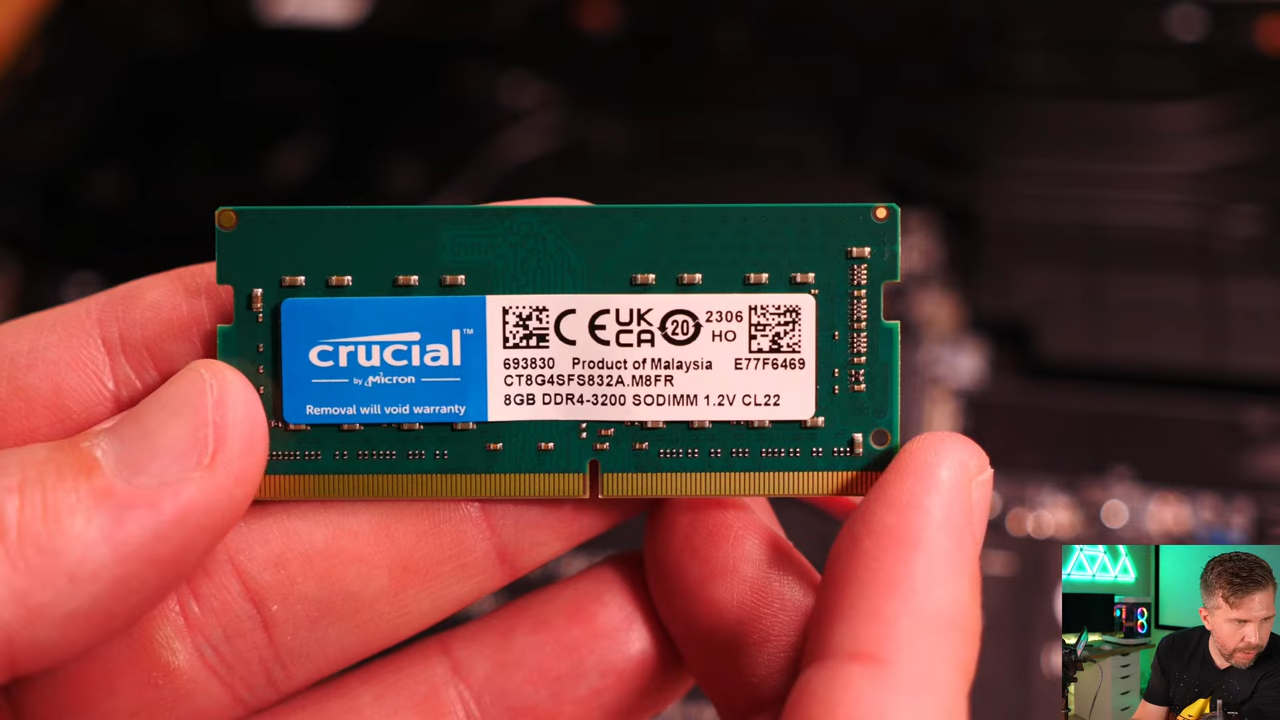 crucial™
by Micron
Removal will void warranty
CE UK CA 20 2306 HO
693830 Product of Malaysia E77F6469
CT8G4SFS832A.M8FR
8GB DDR4-3200 SODIMM 1.2V CL22